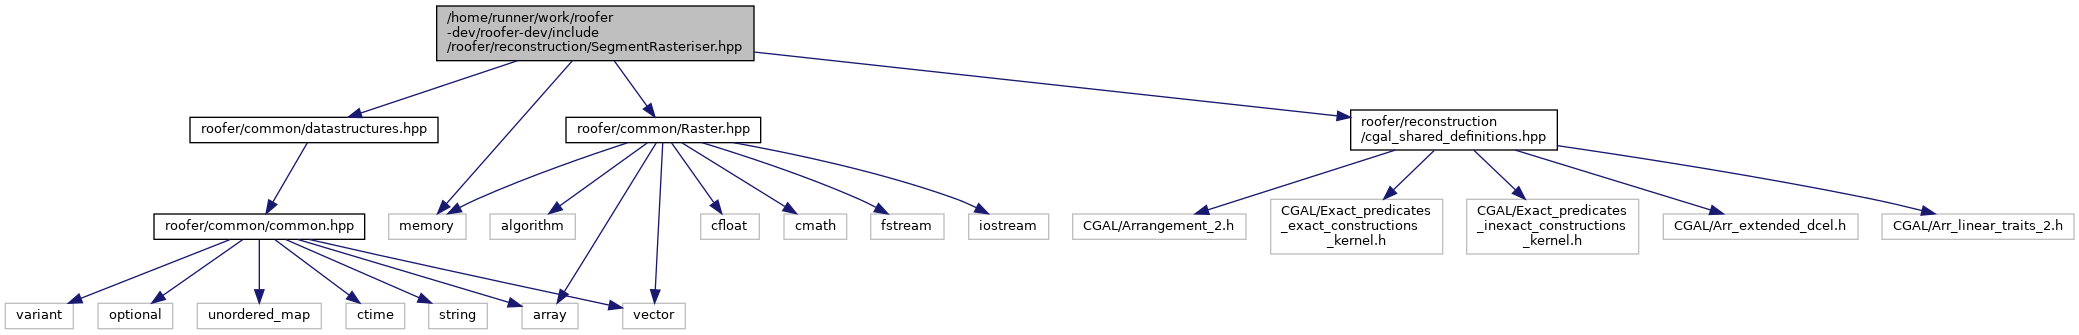 /home/runner/work/roofer
-dev/roofer-dev/include
/roofer/reconstruction/SegmentRasteriser.hpp
roofer/common/datastructures.hpp
roofer/common/Raster.hpp
roofer/reconstruction
/cgal_shared_definitions.hpp
roofer/common/common.hpp
memory
algorithm
cfloat
cmath
fstream
iostream
CGAL/Arrangement_2.h
CGAL/Exact_predicates
_exact_constructions
_kernel.h
CGAL/Exact_predicates
_inexact_constructions
_kernel.h
CGAL/Arr_extended_dcel.h
CGAL/Arr_linear_traits_2.h
variant
optional
unordered_map
ctime
string
array
vector